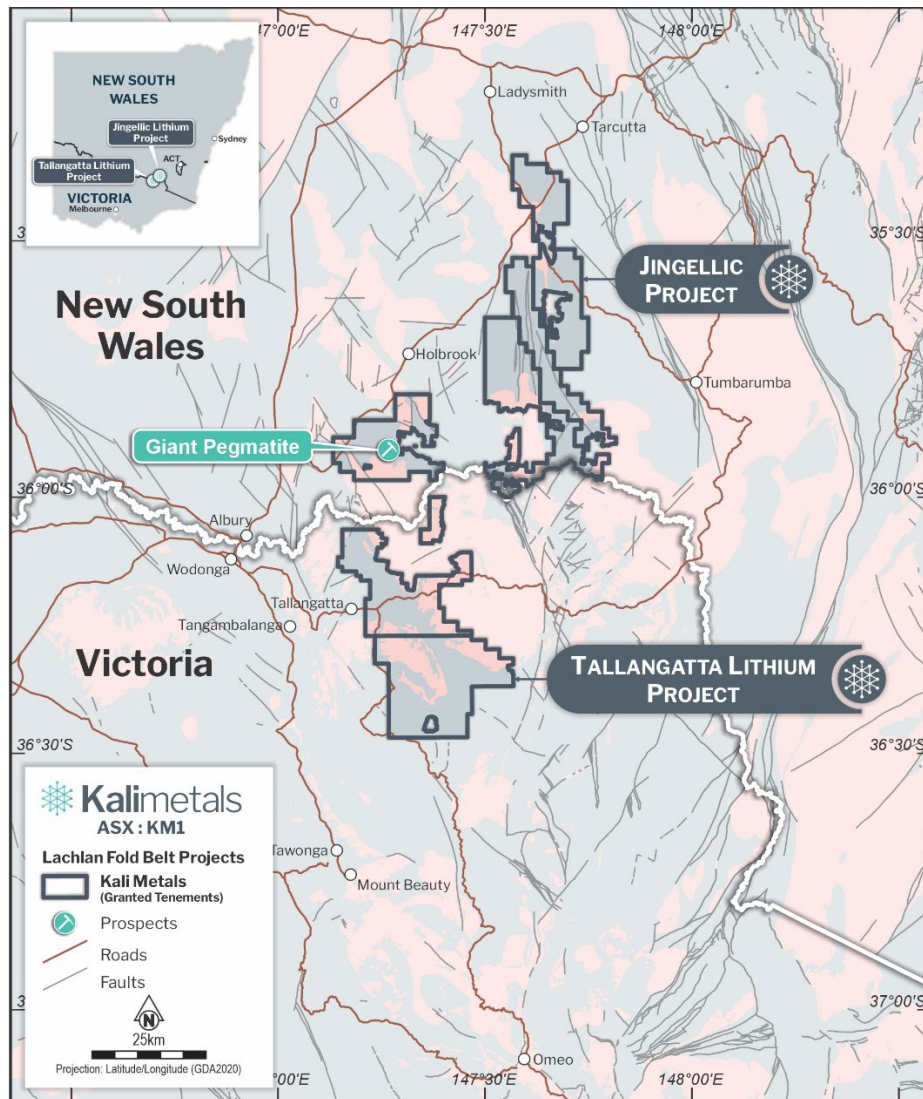 147°00'E
147°30'E
148°00'E
NEW SOUTH
WALES
Jingellic Lithium
Project
Sydney
ACT
Tallangatta Lithium
Project
VICTORIA
Melbourne
Ladysmith
Tarcutta
35°30'S
JINGELLIC
PROJECT
New South
Wales
Holbrook
Tumbarumba
Giant Pegmatite
36°00'S
36°00'S
Albury
Wodonga
Tallangatta
Tangambalanga
Victoria
TALLANGATTA LITHIUM
PROJECT
36°30'S
36°30'S
Kalimetals
ASX : KM1
Lachlan Fold Belt Projects
Kali Metals
(Granted Tenements)
Prospects
Roads
Faults
N
25km
Projection: Latitude/Longitude (GDA2020)
Tawonga
Mount Beauty
37°00'S
Omeo
147°00'E
147°30'E
148°00'E